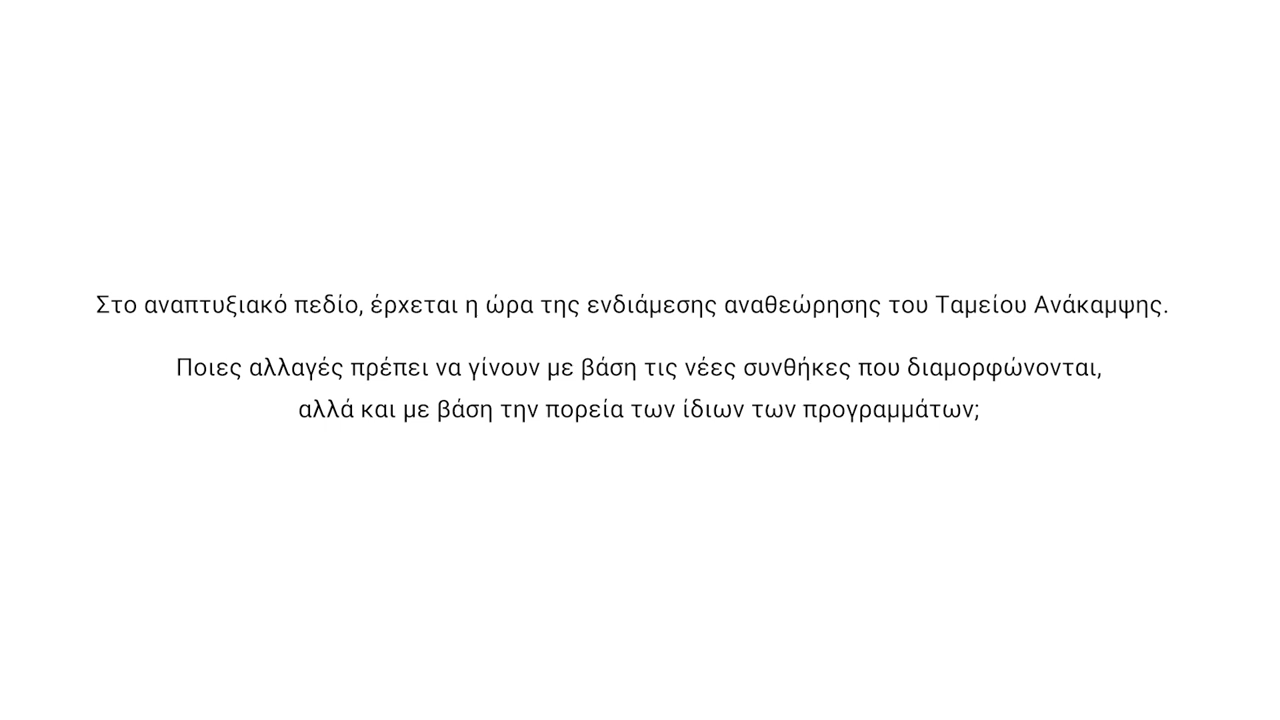 Στο αναπτυξιακό πεδίο, έρχεται η ώρα της ενδιάμεσης αναθεώρησης του Ταμείου Ανάκαμψης.
Ποιες αλλαγές πρέπει να γίνουν με βάση τις νέες συνθήκες που διαμορφώνονται,
αλλά και με βάση την πορεία των ίδιων των προγραμμάτων;